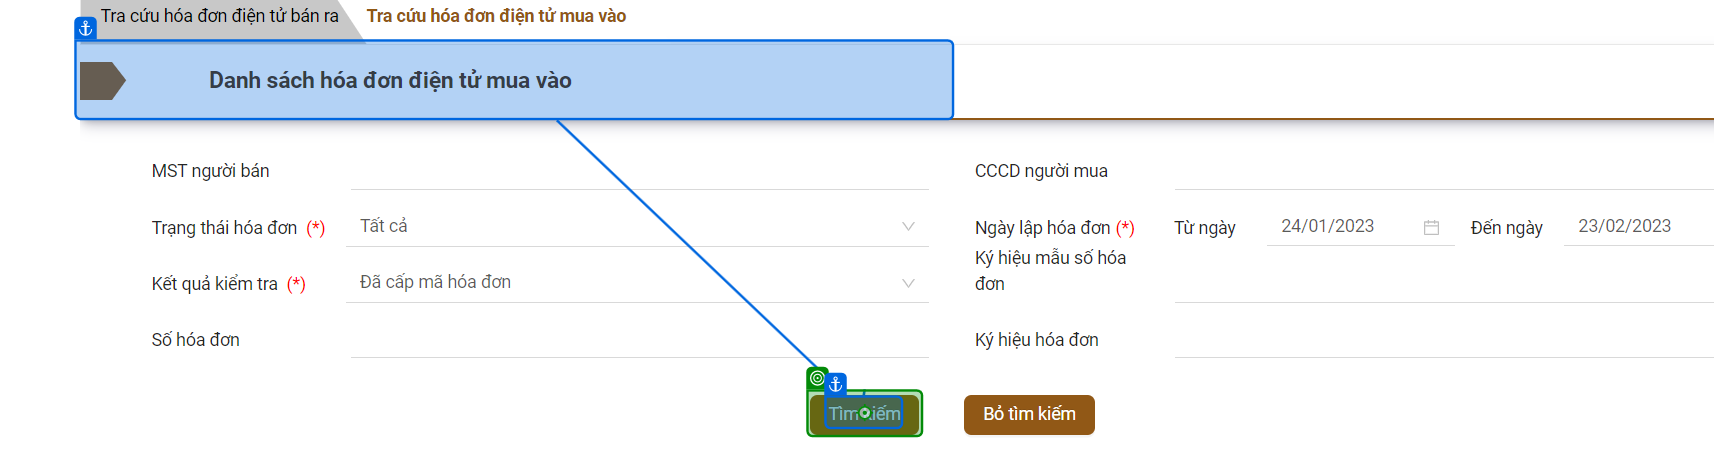 Tra cứu hóa đơn điện tử bán ra Tra cứu hóa đơn điện tử mua vào
Danh sách hóa đơn điện tử mua vào
MST người bán CCCD người mua
Trạng thái hóa đơn (*) Tất cả Ngày lập hóa đơn (*) Từ ngày 24/01/2023 Đến ngày 23/02/2023
Kết quả kiểm tra (*) Đã cấp mã hóa đơn Ký hiệu mẫu số hóa
đơn
Số hóa đơn Ký hiệu hóa đơn
Tìm kiếm Bỏ tìm kiếm